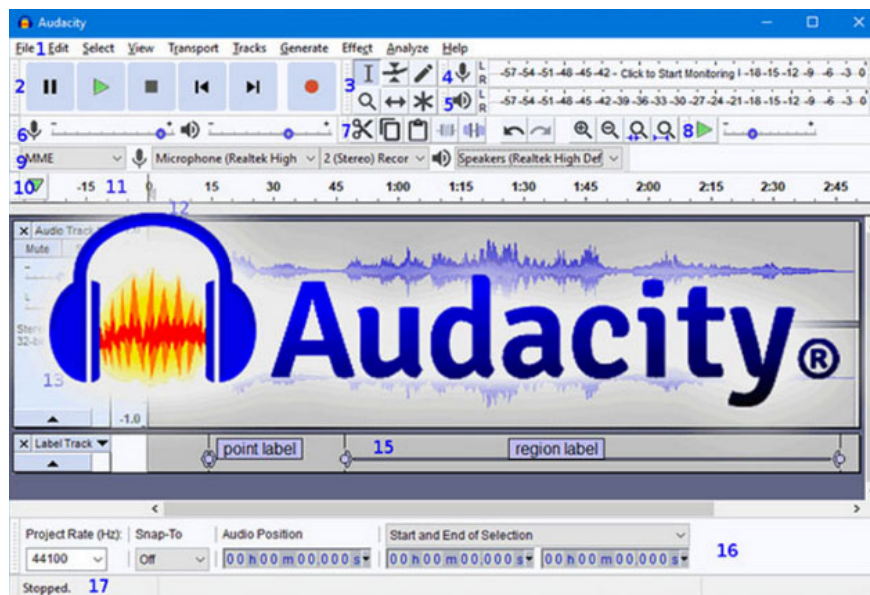 Audacity
File 1 Edit Select View Transport Tracks Generate Effect Analyze Help
2 3 4 L R -57 -54 -51 -48 -45 -42 - Click to Start Monitoring ! -18 -15 -12 -9 -6 -3 0
5 L R -57 -54 -51 -48 -45 -42 -39 -36 -33 -30 -27 -24 -21 -18 -15 -12 -9 -6 -3 0
6 - + - + 7 8 - +
9 MME Microphone (Realtek High 2 (Stereo) Recor Speakers (Realtek High Def
10 -15 11 0 15 30 45 1:00 1:15 1:30 1:45 2:00 2:15 2:30 2:45
12
X Audio Track
Mute
Audacity®
32-bit
13
-1.0
X Label Track point label 15 region label
Project Rate (Hz): Snap-To Audio Position Start and End of Selection
44100 Off 00 h 00 m 00,000 s 00 h 00 m 00,000 s 00 h 00 m 00,000 s 16
Stopped. 17